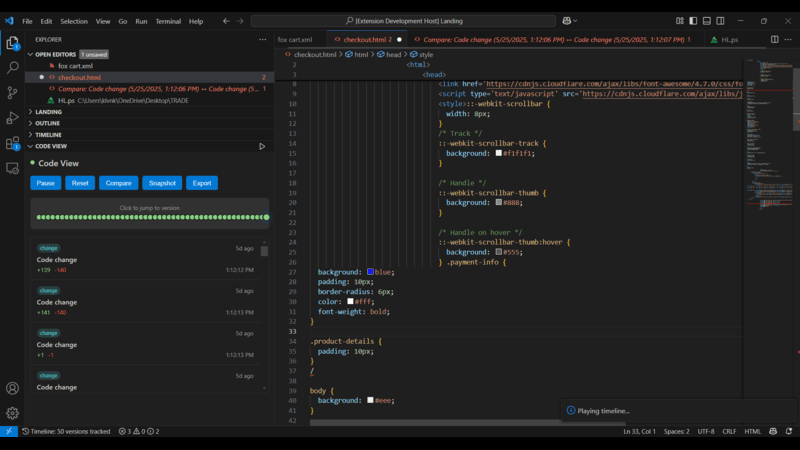 File Edit Selection View Go Run Terminal Help
[Extension Development Host] Landing
EXPLORER
OPEN EDITORS 1 unsaved
fox cart.xml
checkout.html 2
Compare: Code change (5/25/2025, 1:12:06 PM) ↔ Code change (5... 1
HL.ps C:\Users\klvnk\OneDrive\Desktop\TRADE
LANDING
OUTLINE
TIMELINE
CODE VIEW
Code View
Pause Reset Compare Snapshot Export
Click to jump to version
change 5d ago
Code change
+139 -140 1:12:12 PM
change 5d ago
Code change
+141 -140 1:12:13 PM
change 5d ago
Code change
+1 -1 1:12:13 PM
change 5d ago
Code change
fox cart.xml checkout.html 2 Compare: Code change (5/25/2025, 1:12:06 PM) ↔ Code change (5/25/2025, 1:12:07 PM) 1 HL.ps
checkout.html > html > head > style
2 <html>
<head>
8 <link href='https://cdnjs.cloudflare.com/ajax/libs/font-awesome/4.7.0/css/fo
9 <script type='text/javascript' src='https://cdnjs.cloudflare.com/ajax/libs/j
10 <style>::-webkit-scrollbar {
11 width: 8px;
12 }
13 /* Track */
14 ::-webkit-scrollbar-track {
15 background: #f1f1f1;
16 }
17
18 /* Handle */
19 ::-webkit-scrollbar-thumb {
20 background: #888;
21 }
22
23 /* Handle on hover */
24 ::-webkit-scrollbar-thumb:hover {
25 background: #555;
26 } .payment-info {
27 background: blue;
28 padding: 10px;
29 border-radius: 6px;
30 color: #fff;
31 font-weight: bold;
32 }
33
34 .product-details {
35 padding: 10px;
36 }
37 /
38
39 body {
40 background: #eee;
41 }
42
Playing timeline...
Timeline: 50 versions tracked 3 0 2 Ln 33, Col 1 Spaces: 2 UTF-8 CRLF HTML